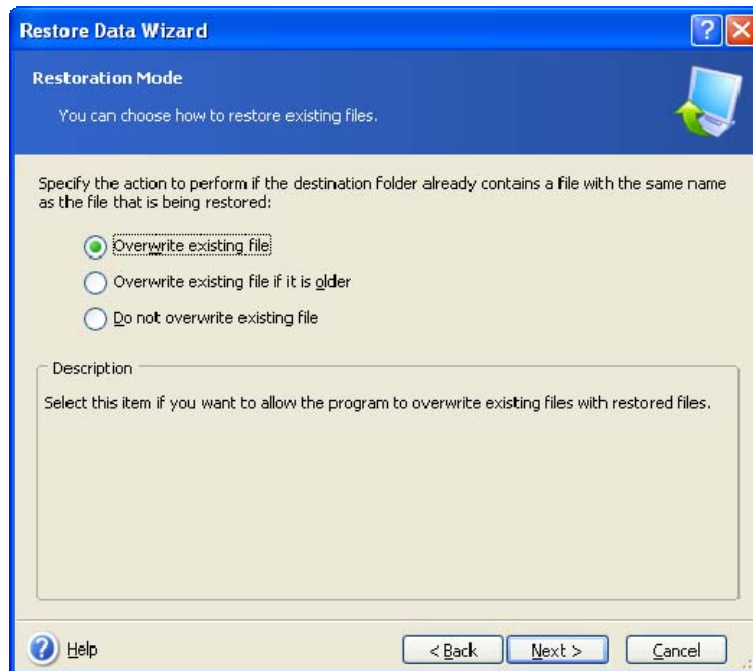 Restore Data Wizard
Restoration Mode
You can choose how to restore existing files.
Specify the action to perform if the destination folder already contains a file with the same name
as the file that is being restored:
Overwrite existing file
Overwrite existing file if it is older
Do not overwrite existing file
Description
Select this item if you want to allow the program to overwrite existing files with restored files.
? Help
< Back
Next >
Cancel